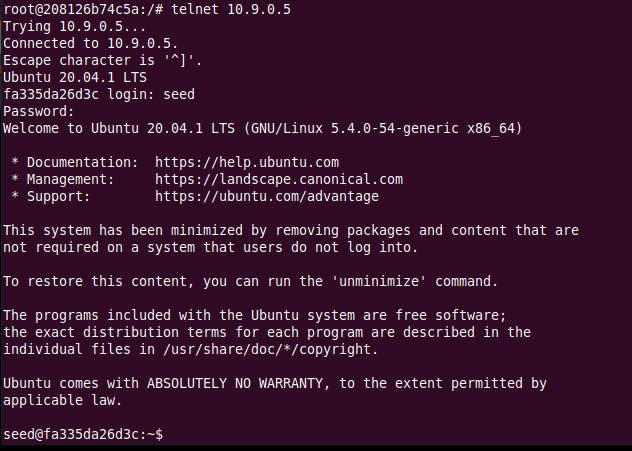 root@208126b74c5a:/# telnet 10.9.0.5
Trying 10.9.0.5...
Connected to 10.9.0.5.
Escape character is '^]'.
Ubuntu 20.04.1 LTS
fa335da26d3c login: seed
Password:
Welcome to Ubuntu 20.04.1 LTS (GNU/Linux 5.4.0-54-generic x86_64)

 * Documentation:  https://help.ubuntu.com
 * Management:     https://landscape.canonical.com
 * Support:        https://ubuntu.com/advantage

This system has been minimized by removing packages and content that are
not required on a system that users do not log into.

To restore this content, you can run the 'unminimize' command.

The programs included with the Ubuntu system are free software;
the exact distribution terms for each program are described in the
individual files in /usr/share/doc/*/copyright.

Ubuntu comes with ABSOLUTELY NO WARRANTY, to the extent permitted by
applicable law.

seed@fa335da26d3c:~$